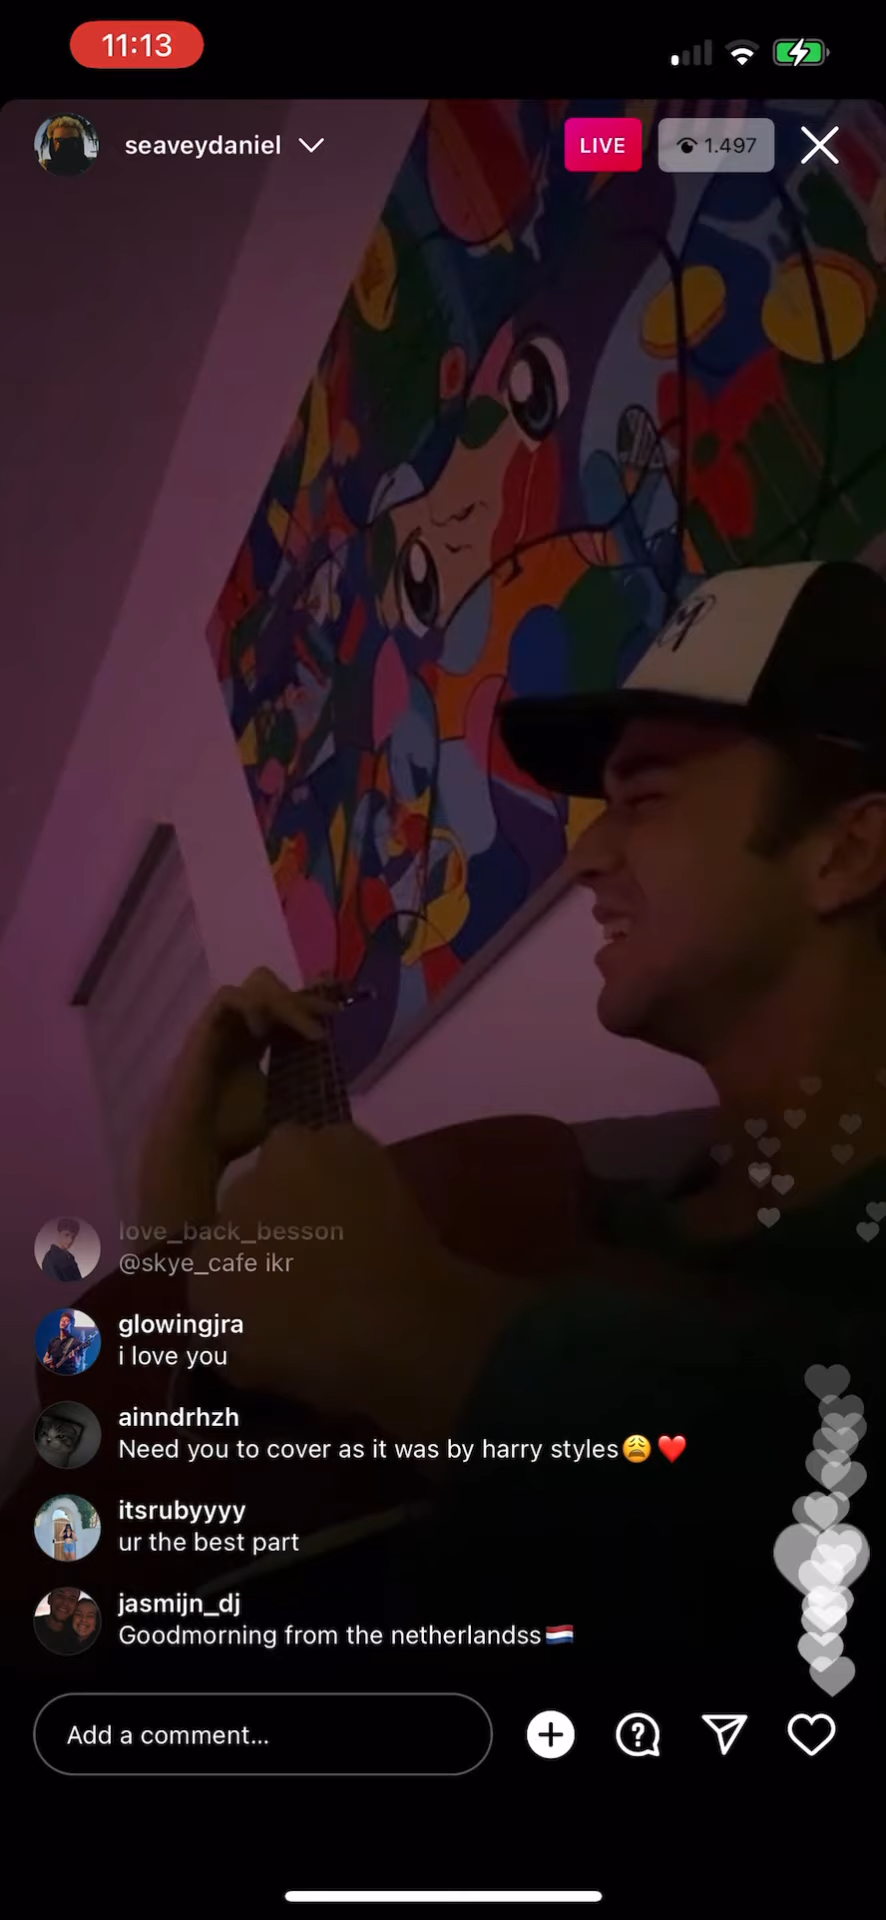 11:13
seaveydaniel
LIVE
1.497
love_back_besson
@skye_cafe ikr
glowingjra
i love you
ainndrhzh
Need you to cover as it was by harry styles😩❤️
itsrubyyyy
ur the best part
jasmijn_dj
Goodmorning from the netherlandss🇳🇱
Add a comment...